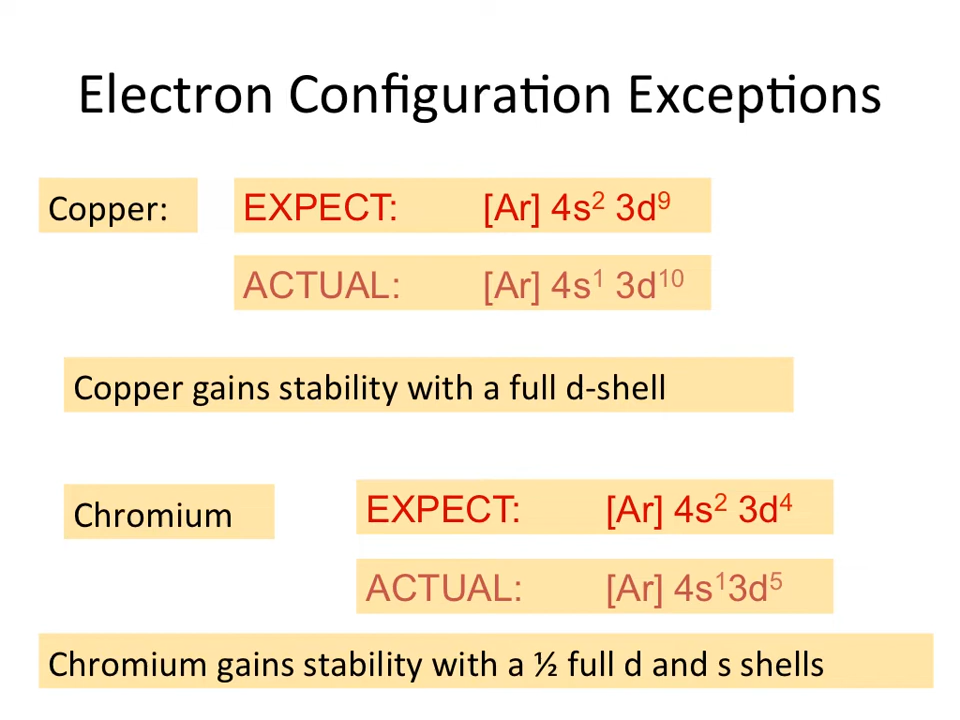 Electron Configuration Exceptions
Copper: EXPECT: [Ar] 4s² 3d⁹
ACTUAL: [Ar] 4s¹ 3d¹⁰
Copper gains stability with a full d-shell
Chromium EXPECT: [Ar] 4s² 3d⁴
ACTUAL: [Ar] 4s¹3d⁵
Chromium gains stability with a ½ full d and s shells